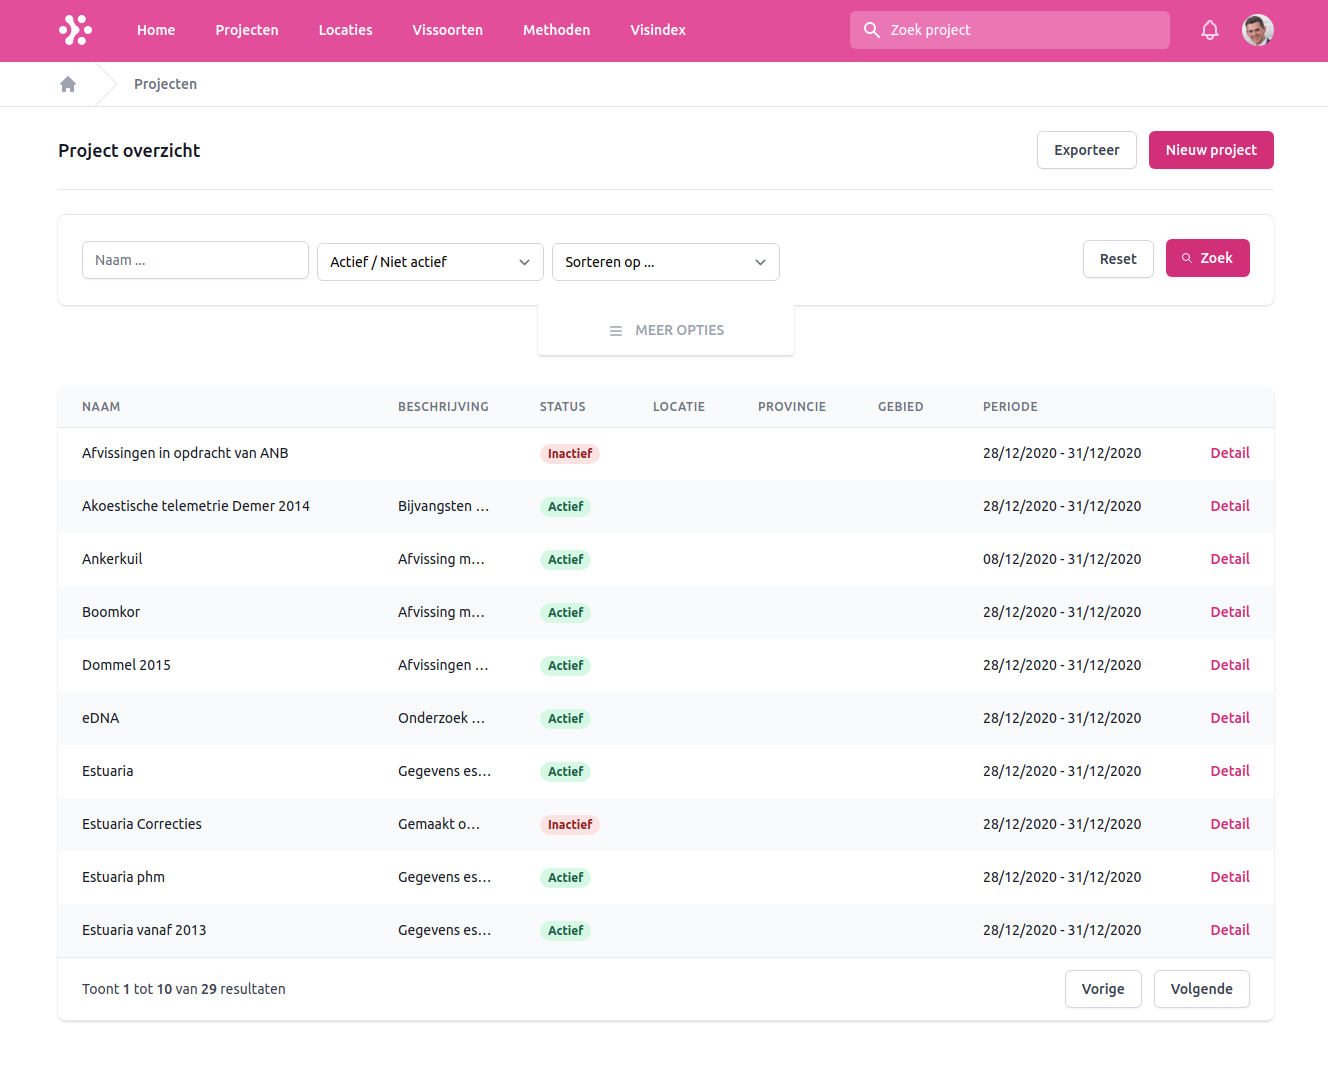 Home Projecten Locaties Vissoorten Methoden Visindex Zoek project
Projecten
Project overzicht Exporteer Nieuw project
Naam ... Actief / Niet actief Sorteren op ... Reset Zoek
MEER OPTIES
NAAM BESCHRIJVING STATUS LOCATIE PROVINCIE GEBIED PERIODE
Afvissingen in opdracht van ANB Inactief 28/12/2020 - 31/12/2020 Detail
Akoestische telemetrie Demer 2014 Bijvangsten ... Actief 28/12/2020 - 31/12/2020 Detail
Ankerkuil Afvissing m... Actief 08/12/2020 - 31/12/2020 Detail
Boomkor Afvissing m... Actief 28/12/2020 - 31/12/2020 Detail
Dommel 2015 Afvissingen ... Actief 28/12/2020 - 31/12/2020 Detail
eDNA Onderzoek ... Actief 28/12/2020 - 31/12/2020 Detail
Estuaria Gegevens es... Actief 28/12/2020 - 31/12/2020 Detail
Estuaria Correcties Gemaakt o... Inactief 28/12/2020 - 31/12/2020 Detail
Estuaria phm Gegevens es... Actief 28/12/2020 - 31/12/2020 Detail
Estuaria vanaf 2013 Gegevens es... Actief 28/12/2020 - 31/12/2020 Detail
Toont 1 tot 10 van 29 resultaten Vorige Volgende